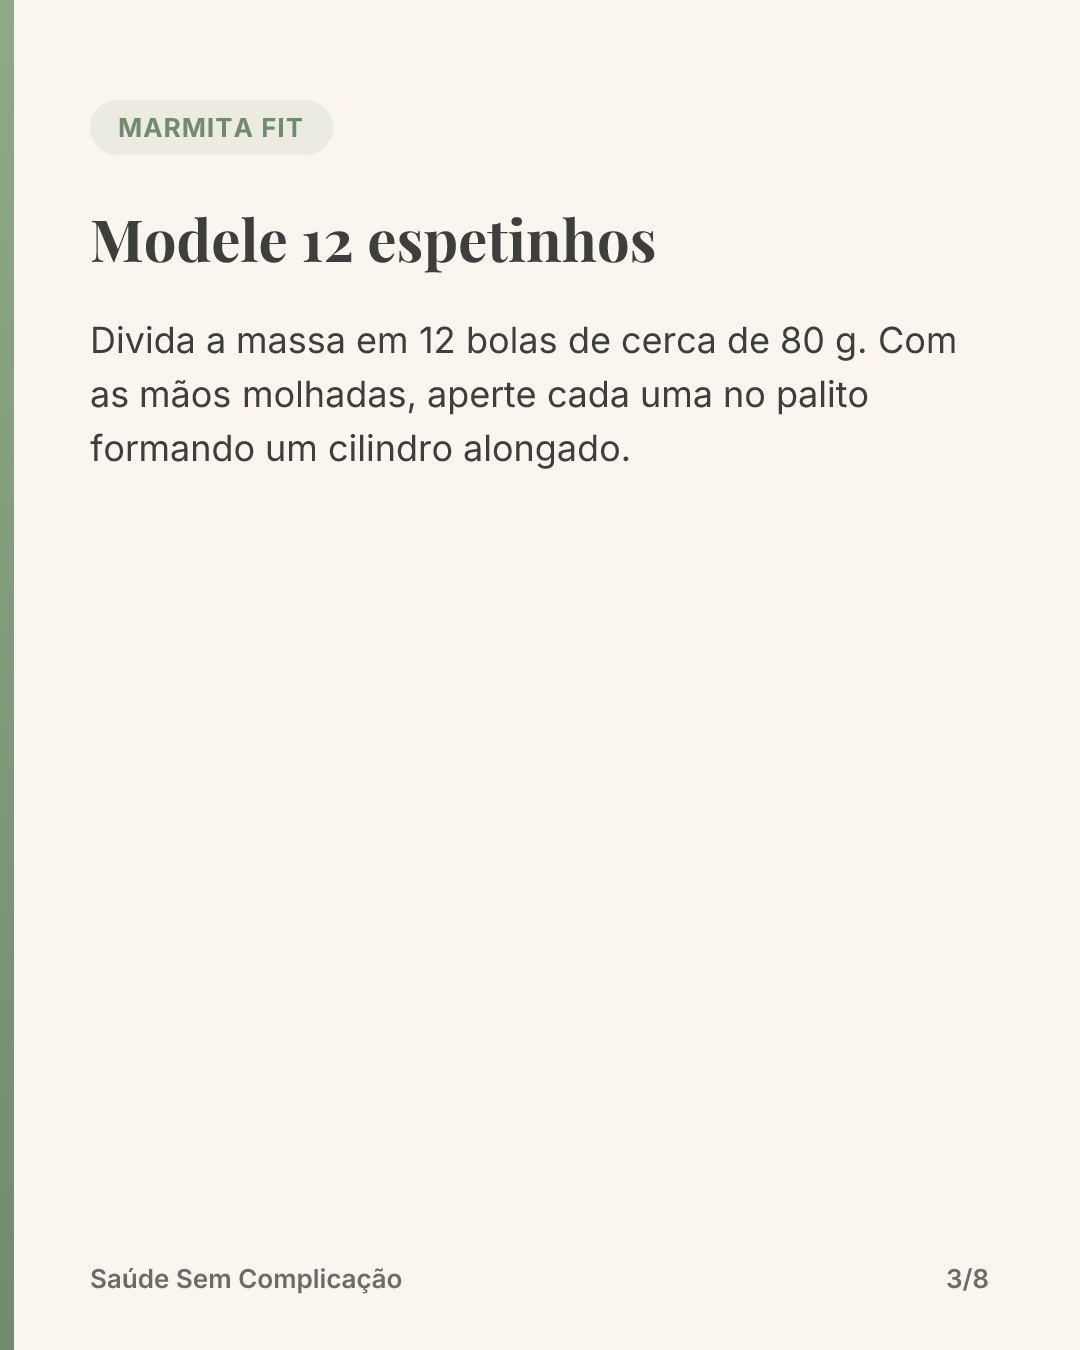 MARMITA FIT
Modele 12 espetinhos
Divida a massa em 12 bolas de cerca de 80 g. Com
as mãos molhadas, aperte cada uma no palito
formando um cilindro alongado.
Saúde Sem Complicação
3/8